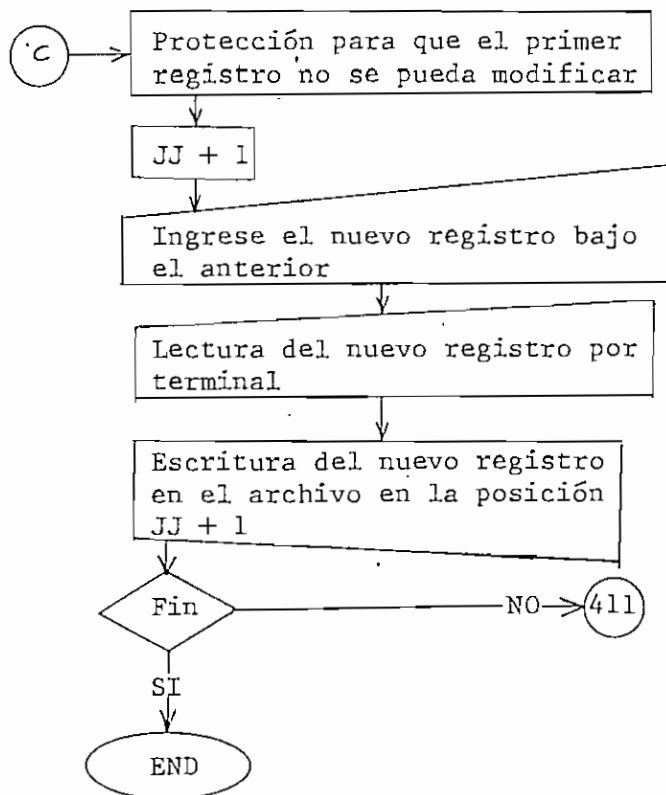 C
Protección para que el primer
registro no se pueda modificar
JJ + 1
Ingrese el nuevo registro bajo
el anterior
Lectura del nuevo registro por
terminal
Escritura del nuevo registro
en el archivo en la posición
JJ + 1
Fin
NO
411
SI
END